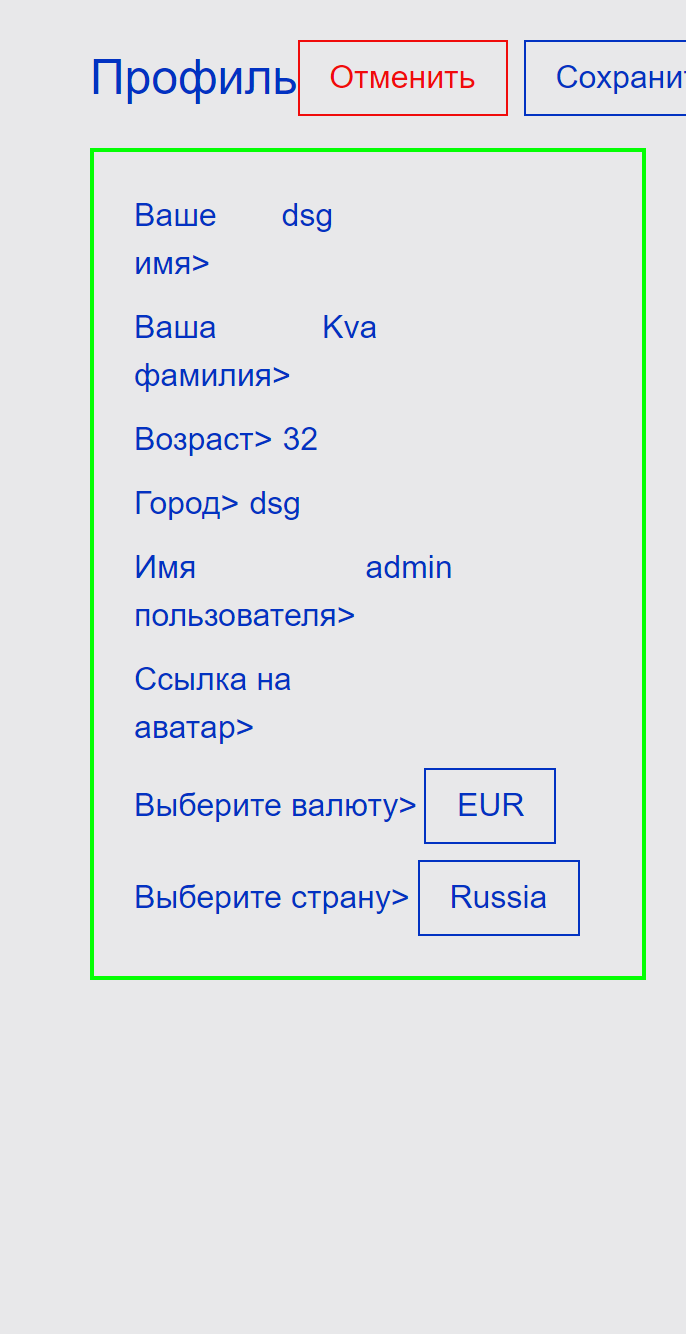 Профиль Отменить Сохранит
Ваше dsg
имя>
Ваша Kva
фамилия>
Возраст> 32
Город> dsg
Имя admin
пользователя>
Ссылка на
аватар>
Выберите валюту> EUR
Выберите страну> Russia